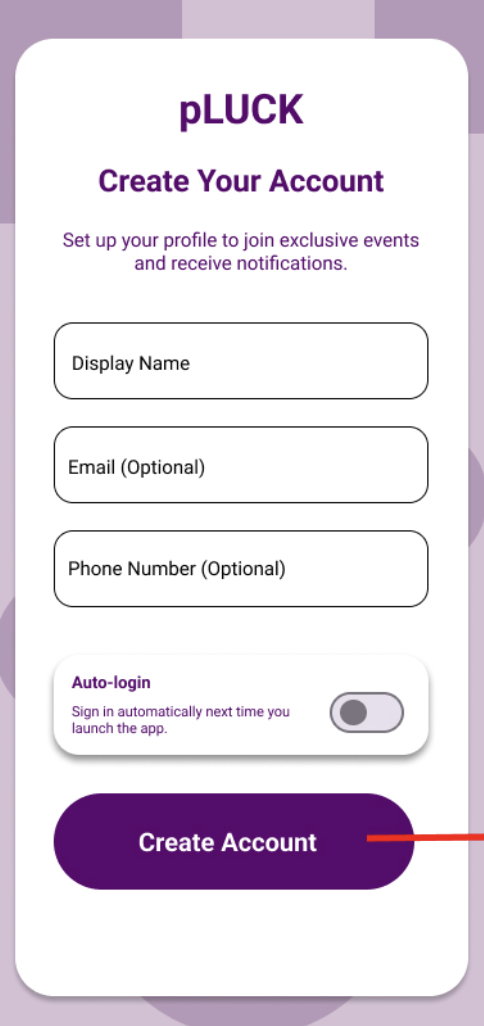 pLUCK
Create Your Account
Set up your profile to join exclusive events
and receive notifications.
Display Name
Email (Optional)
Phone Number (Optional)
Auto-login
Sign in automatically next time you
launch the app.
Create Account